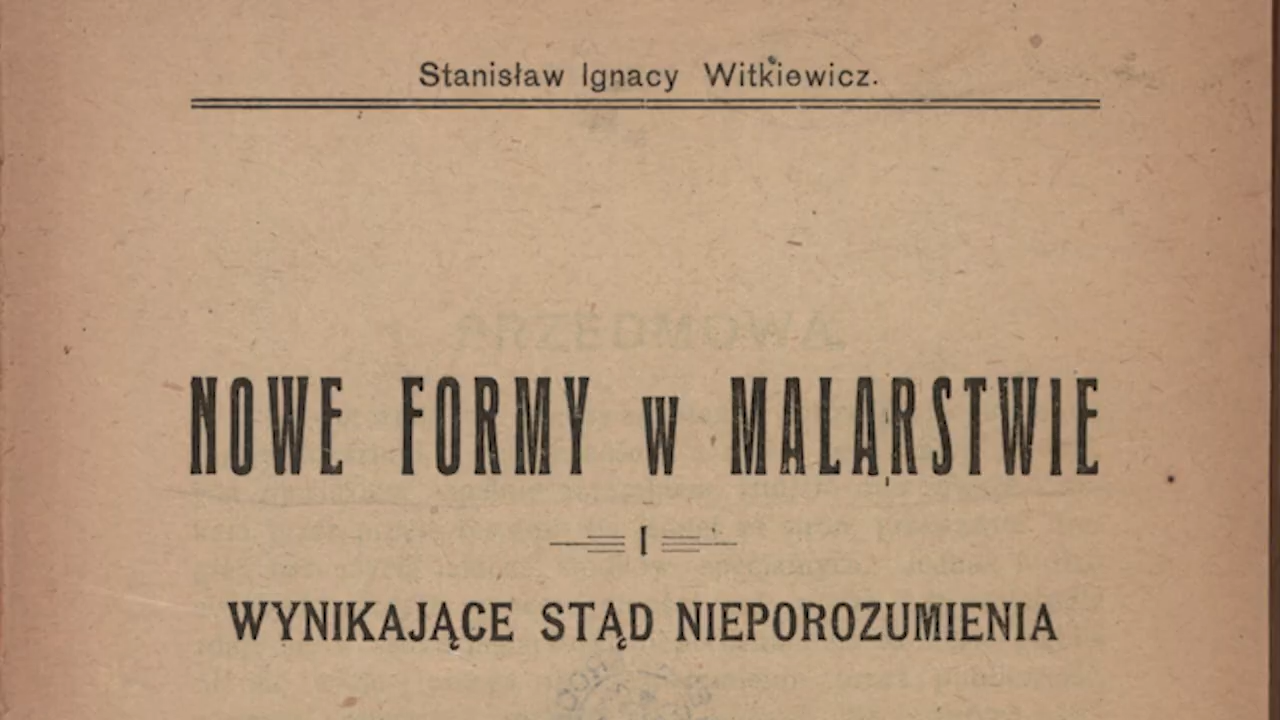 Stanisław Ignacy Witkiewicz.
NOWE FORMY w MALARSTWIE
I
WYNIKAJĄCE STĄD NIEPOROZUMIENIA